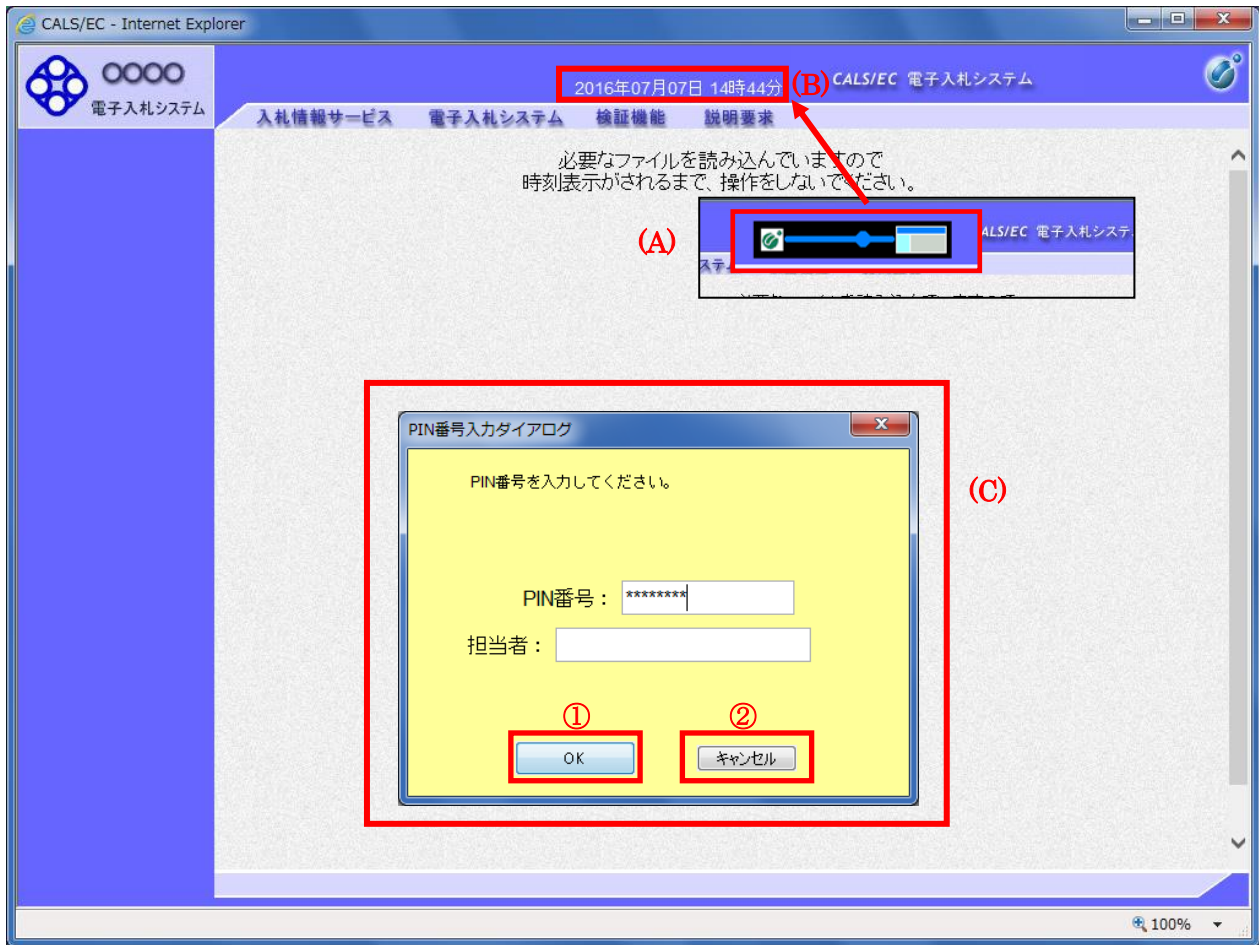 CALS/EC - Internet Explorer
○○○○
電子入札システム
2016年07月07日 14時44分
(B)
CALS/EC 電子入札システム
入札情報サービス 電子入札システム 検証機能 説明要求
必要なファイルを読み込んでいますので
時刻表示がされるまで、操作をしないでください。
(A)
ALS/EC 電子入札システ
ステ
PIN番号入力ダイアログ
PIN番号を入力してください。
(C)
PIN番号: ********
担当者:
① ②
OK キャンセル
100%